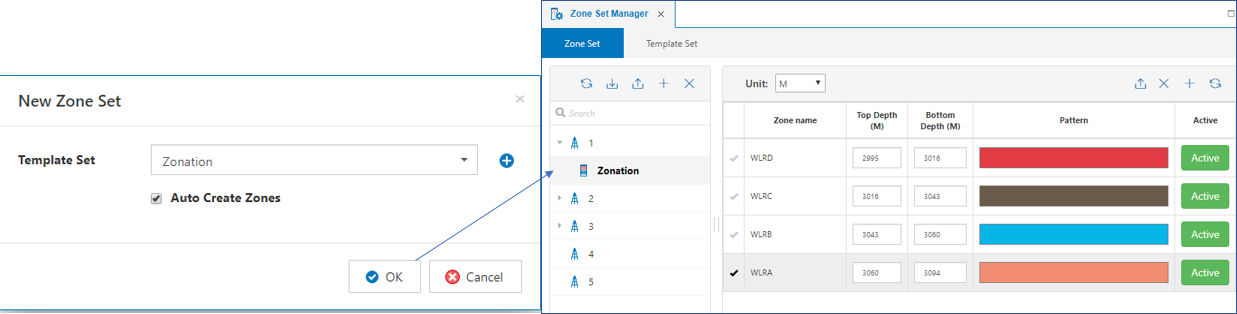 New Zone Set
Template Set
Zonation
Auto Create Zones
OK
Cancel
Zone Set Manager
Zone Set
Template Set
Search
1
Zonation
2
3
4
5
Unit:
M
Zone name
Top Depth
(M)
Bottom
Depth (M)
Pattern
Active
WLRD 2995 3016 Active
WLRC 3016 3043 Active
WLRB 3043 3060 Active
WLRA 3060 3094 Active